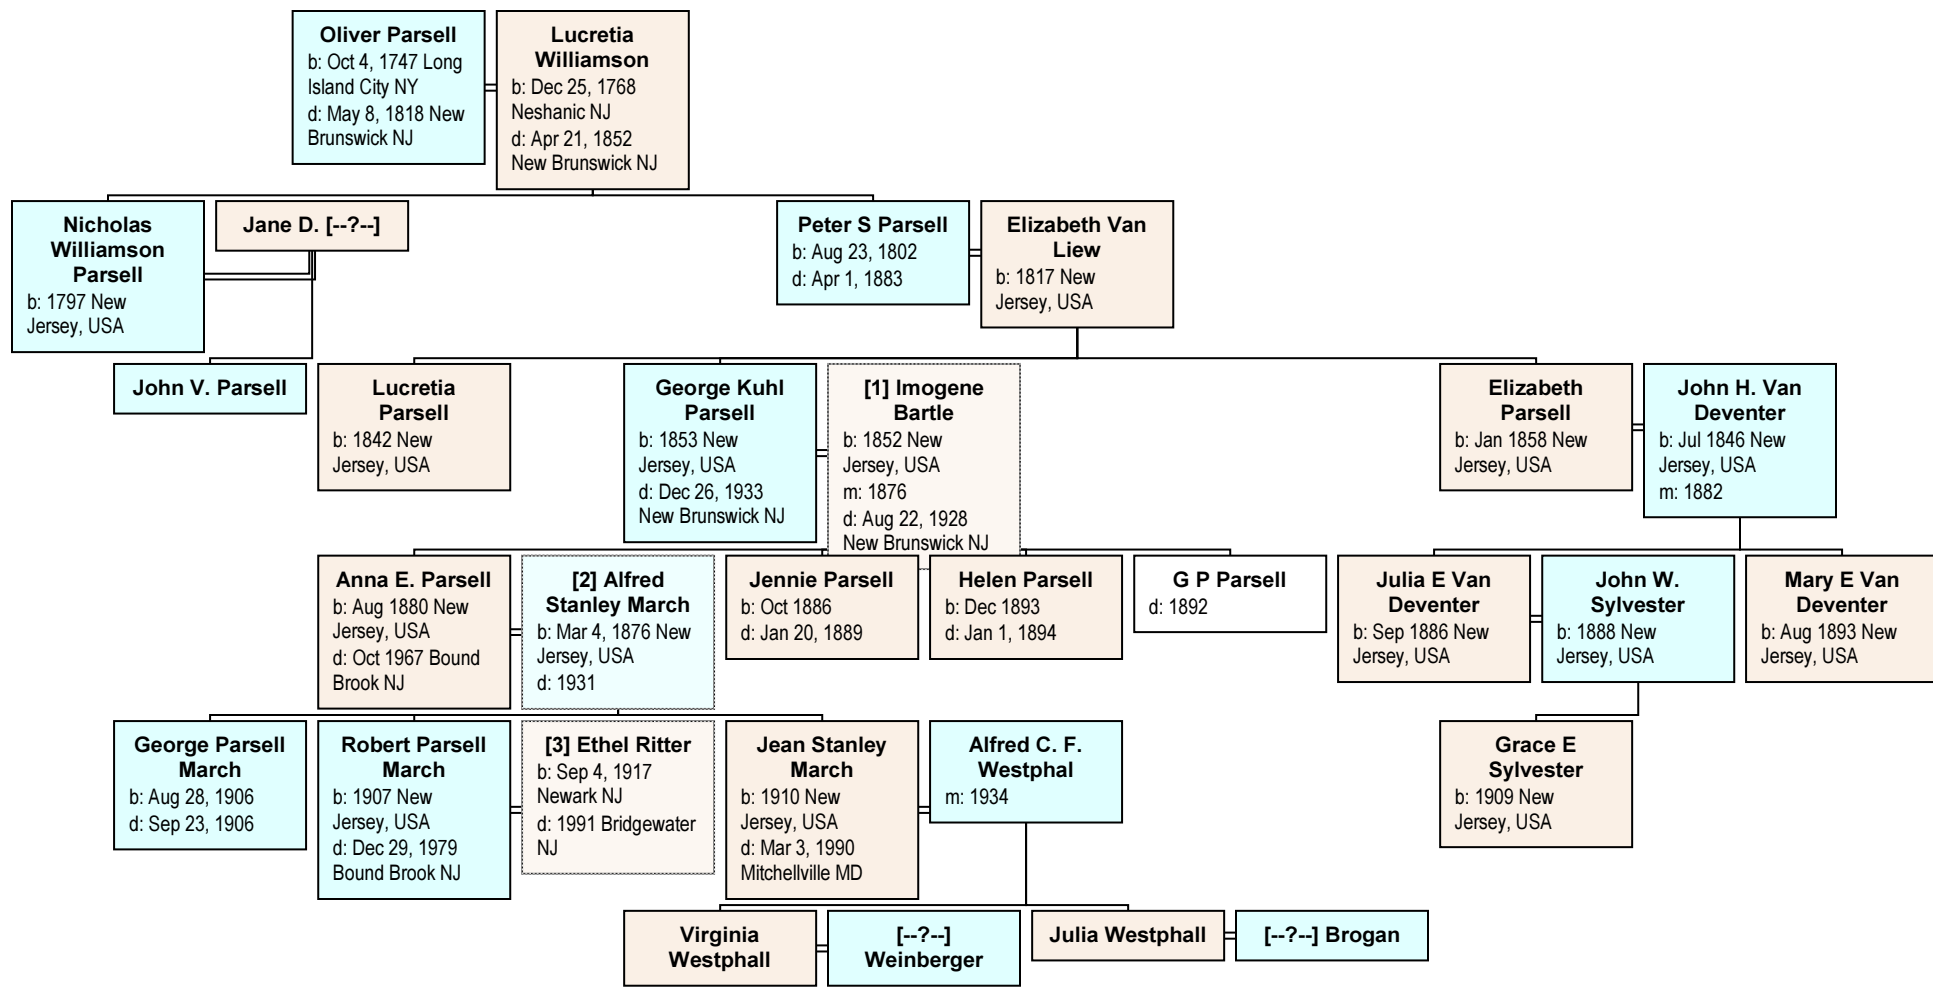 Oliver Parsell
b: Oct 4, 1747 Long
Island City NY
d: May 8, 1818 New
Brunswick NJ
Lucretia
Williamson
b: Dec 25, 1768
Neshanic NJ
d: Apr 21, 1852
New Brunswick NJ
Nicholas
Williamson
Parsell
b: 1797 New
Jersey, USA
Jane D. [--?--]
Peter S Parsell
b: Aug 23, 1802
d: Apr 1, 1883
Elizabeth Van
Liew
b: 1817 New
Jersey, USA
John V. Parsell
Lucretia
Parsell
b: 1842 New
Jersey, USA
George Kuhl
Parsell
b: 1853 New
Jersey, USA
d: Dec 26, 1933
New Brunswick NJ
[1] Imogene
Bartle
b: 1852 New
Jersey, USA
m: 1876
d: Aug 22, 1928
New Brunswick NJ
Elizabeth
Parsell
b: Jan 1858 New
Jersey, USA
John H. Van
Deventer
b: Jul 1846 New
Jersey, USA
m: 1882
Anna E. Parsell
b: Aug 1880 New
Jersey, USA
d: Oct 1967 Bound
Brook NJ
[2] Alfred
Stanley March
b: Mar 4, 1876 New
Jersey, USA
d: 1931
Jennie Parsell
b: Oct 1886
d: Jan 20, 1889
Helen Parsell
b: Dec 1893
d: Jan 1, 1894
G P Parsell
d: 1892
Julia E Van
Deventer
b: Sep 1886 New
Jersey, USA
John W.
Sylvester
b: 1888 New
Jersey, USA
Mary E Van
Deventer
b: Aug 1893 New
Jersey, USA
George Parsell
March
b: Aug 28, 1906
d: Sep 23, 1906
Robert Parsell
March
b: 1907 New
Jersey, USA
d: Dec 29, 1979
Bound Brook NJ
[3] Ethel Ritter
b: Sep 4, 1917
Newark NJ
d: 1991 Bridgewater
NJ
Jean Stanley
March
b: 1910 New
Jersey, USA
d: Mar 3, 1990
Mitchellville MD
Alfred C. F.
Westphal
m: 1934
Grace E
Sylvester
b: 1909 New
Jersey, USA
Virginia
Westphall
[--?--]
Weinberger
Julia Westphall
[--?--] Brogan